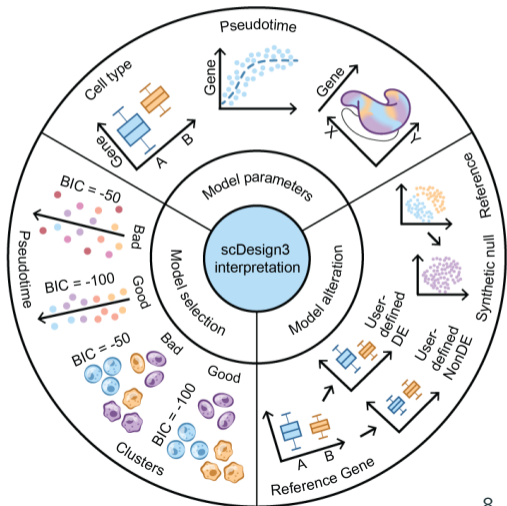 Pseudotime
Cell type
Gene
A
B
Gene
Gene
X
Y
Model parameters
scDesign3
interpretation
Model selection
Model alteration
Reference
Synthetic null
User-
defined
DE
User-
defined
NonDE
A
B
Reference Gene
Pseudotime
BIC = -50
Bad
BIC = -100
Good
BIC = -50
Bad
BIC = -100
Good
Clusters